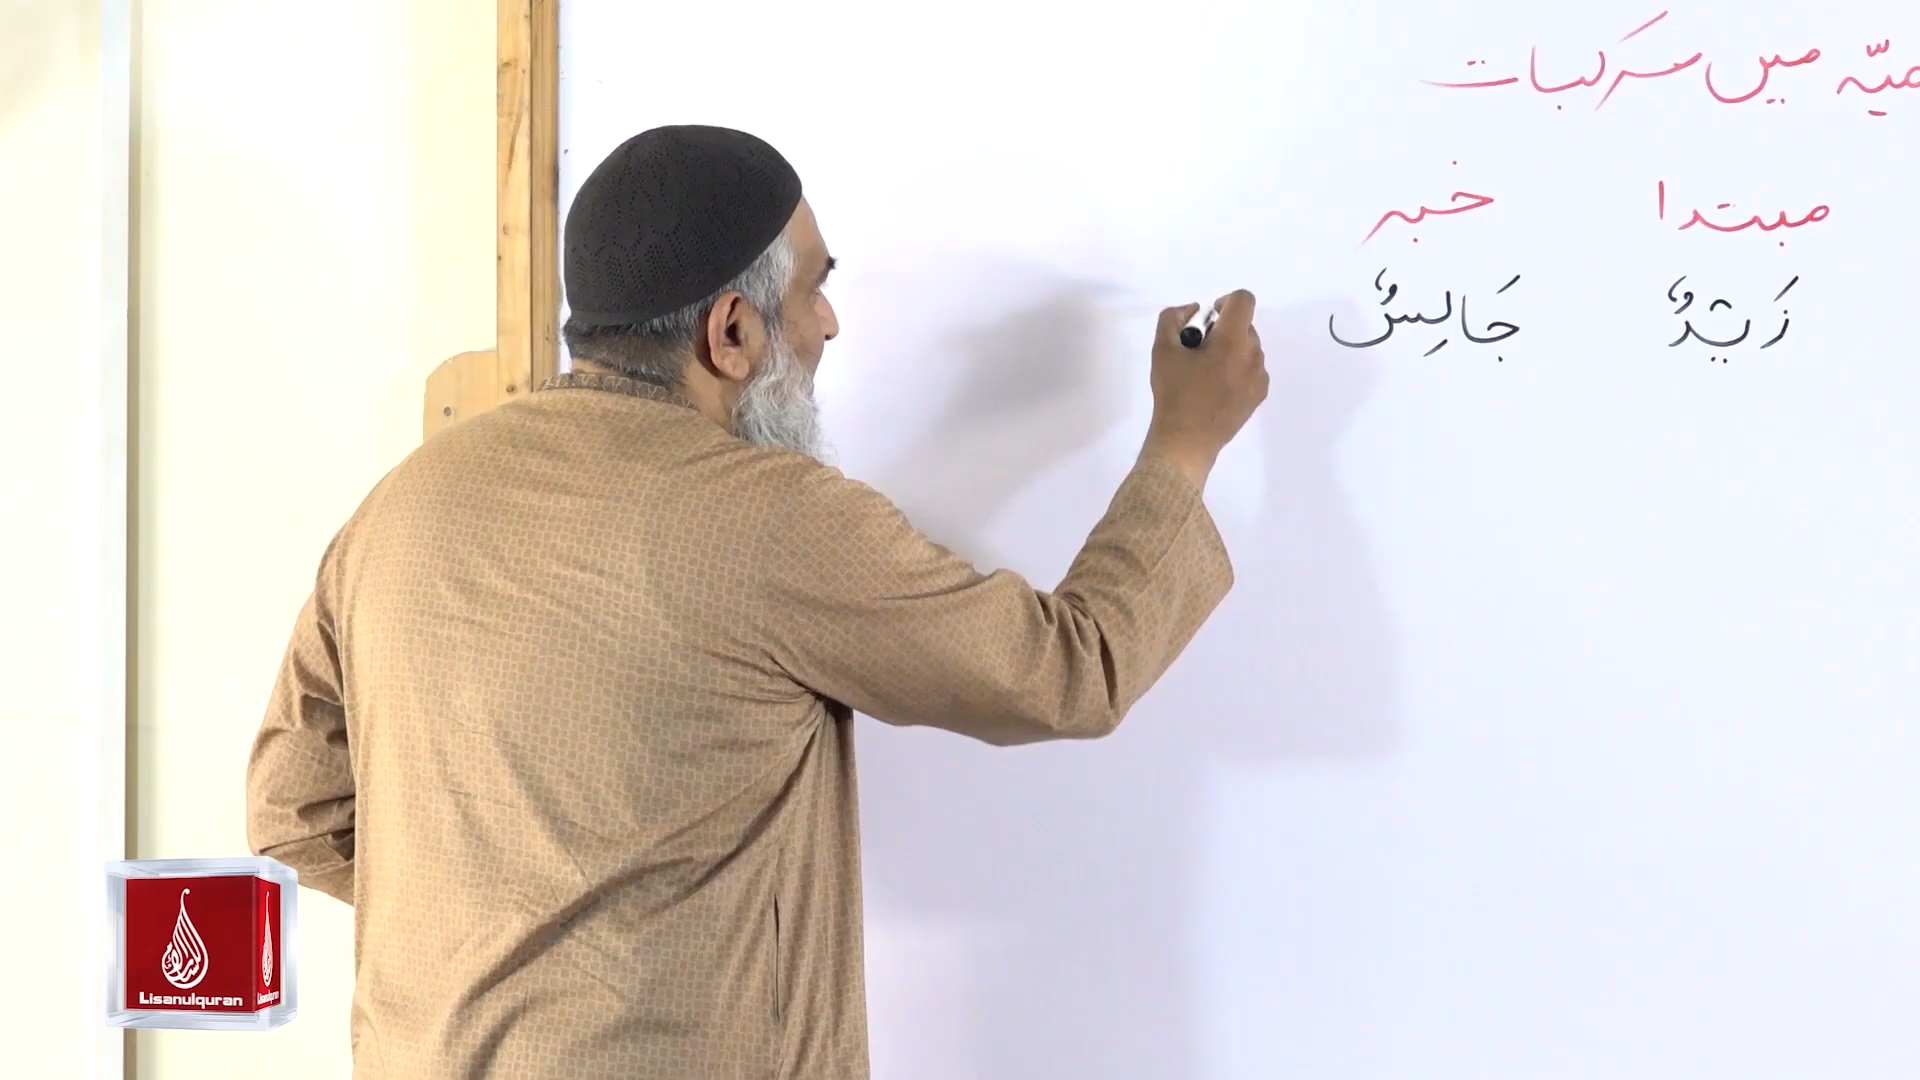 میں مرکبات
مبتدا خبر
زَیْدٌ جَالِسٌ
Lisanulquran